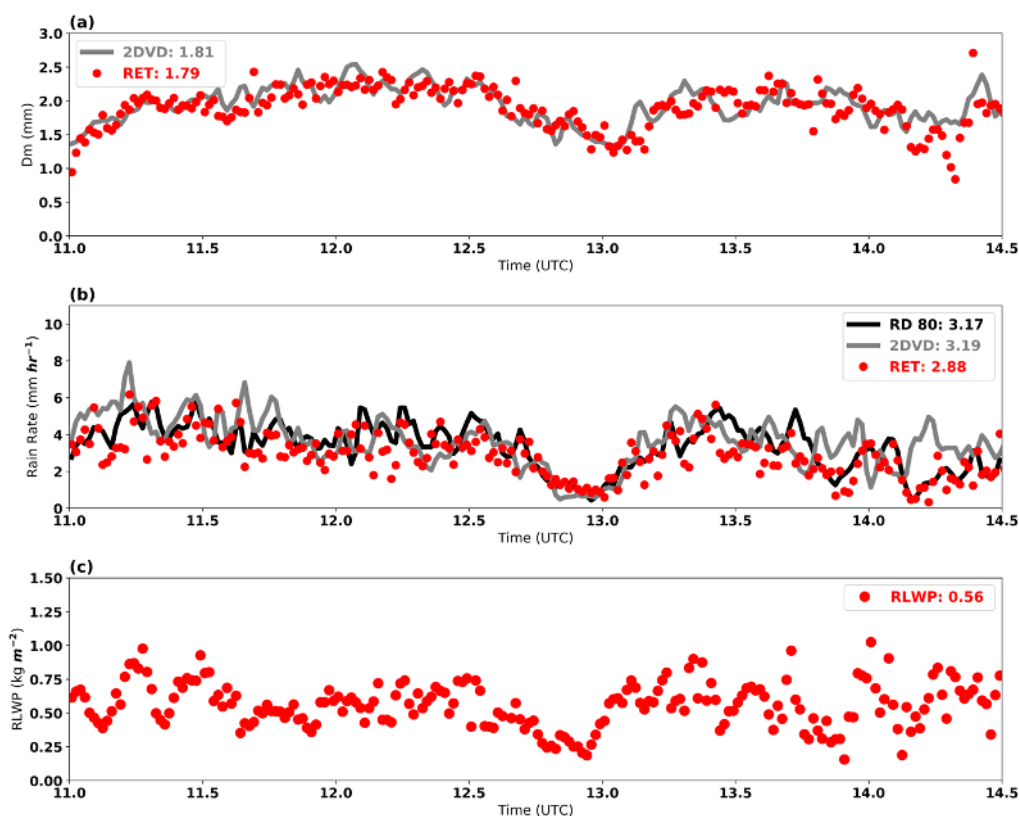 (a)
3.0
2.5
2.0
1.5
1.0
0.5
0.0
Dm (mm)
2DVD: 1.81
RET: 1.79
11.0 11.5 12.0 12.5 13.0 13.5 14.0 14.5
Time (UTC)
(b)
10
8
6
4
2
0
Rain Rate (mm hr⁻¹)
RD 80: 3.17
2DVD: 3.19
RET: 2.88
11.0 11.5 12.0 12.5 13.0 13.5 14.0 14.5
Time (UTC)
(c)
1.50
1.25
1.00
0.75
0.50
0.25
0.00
RLWP (kg m⁻²)
RLWP: 0.56
11.0 11.5 12.0 12.5 13.0 13.5 14.0 14.5
Time (UTC)